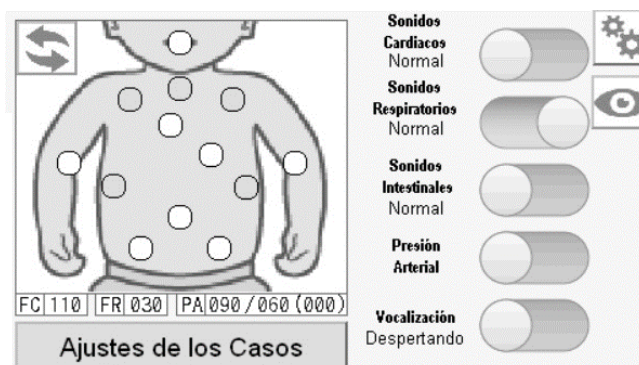 Sonidos
Cardiacos
Normal
Sonidos
Respiratorios
Normal
Sonidos
Intestinales
Normal
Presión
Arterial
Vocalización
Despertando
FC 110 FR 030 PA 090/060 (000)
Ajustes de los Casos